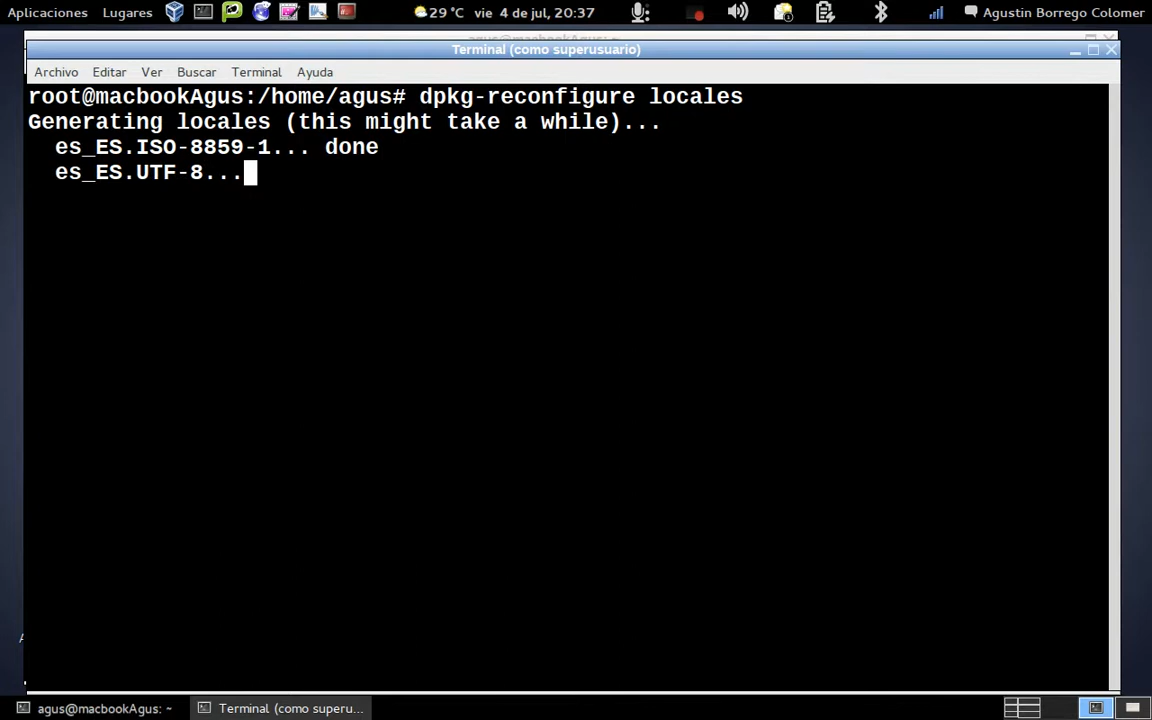 Aplicaciones Lugares 29 °C vie 4 de jul, 20:37 Agustin Borrego Colomer
Terminal (como superusuario)
Archivo Editar Ver Buscar Terminal Ayuda
root@macbookAgus:/home/agus# dpkg-reconfigure locales
Generating locales (this might take a while)...
es_ES.ISO-8859-1... done
es_ES.UTF-8...
agus@macbookAgus: ~ Terminal (como superu...